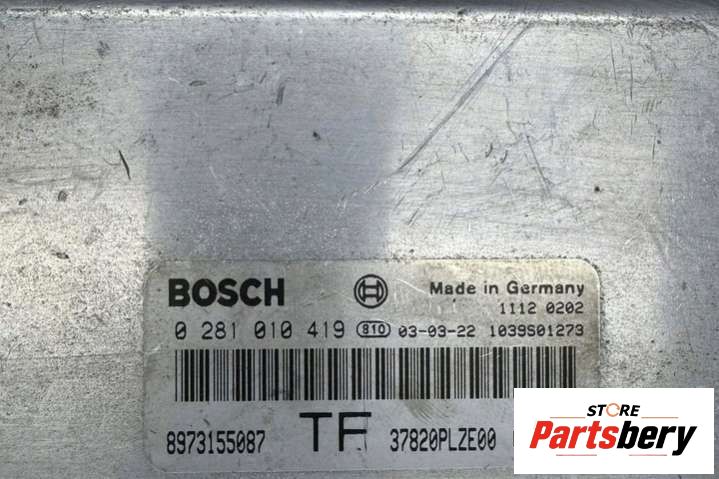 BOSCH
Made in Germany
1112 0202
0 281 010 419 810 03-03-22 1039S01273
8973155087 TF 37820PLZE00
STORE
Partsbery